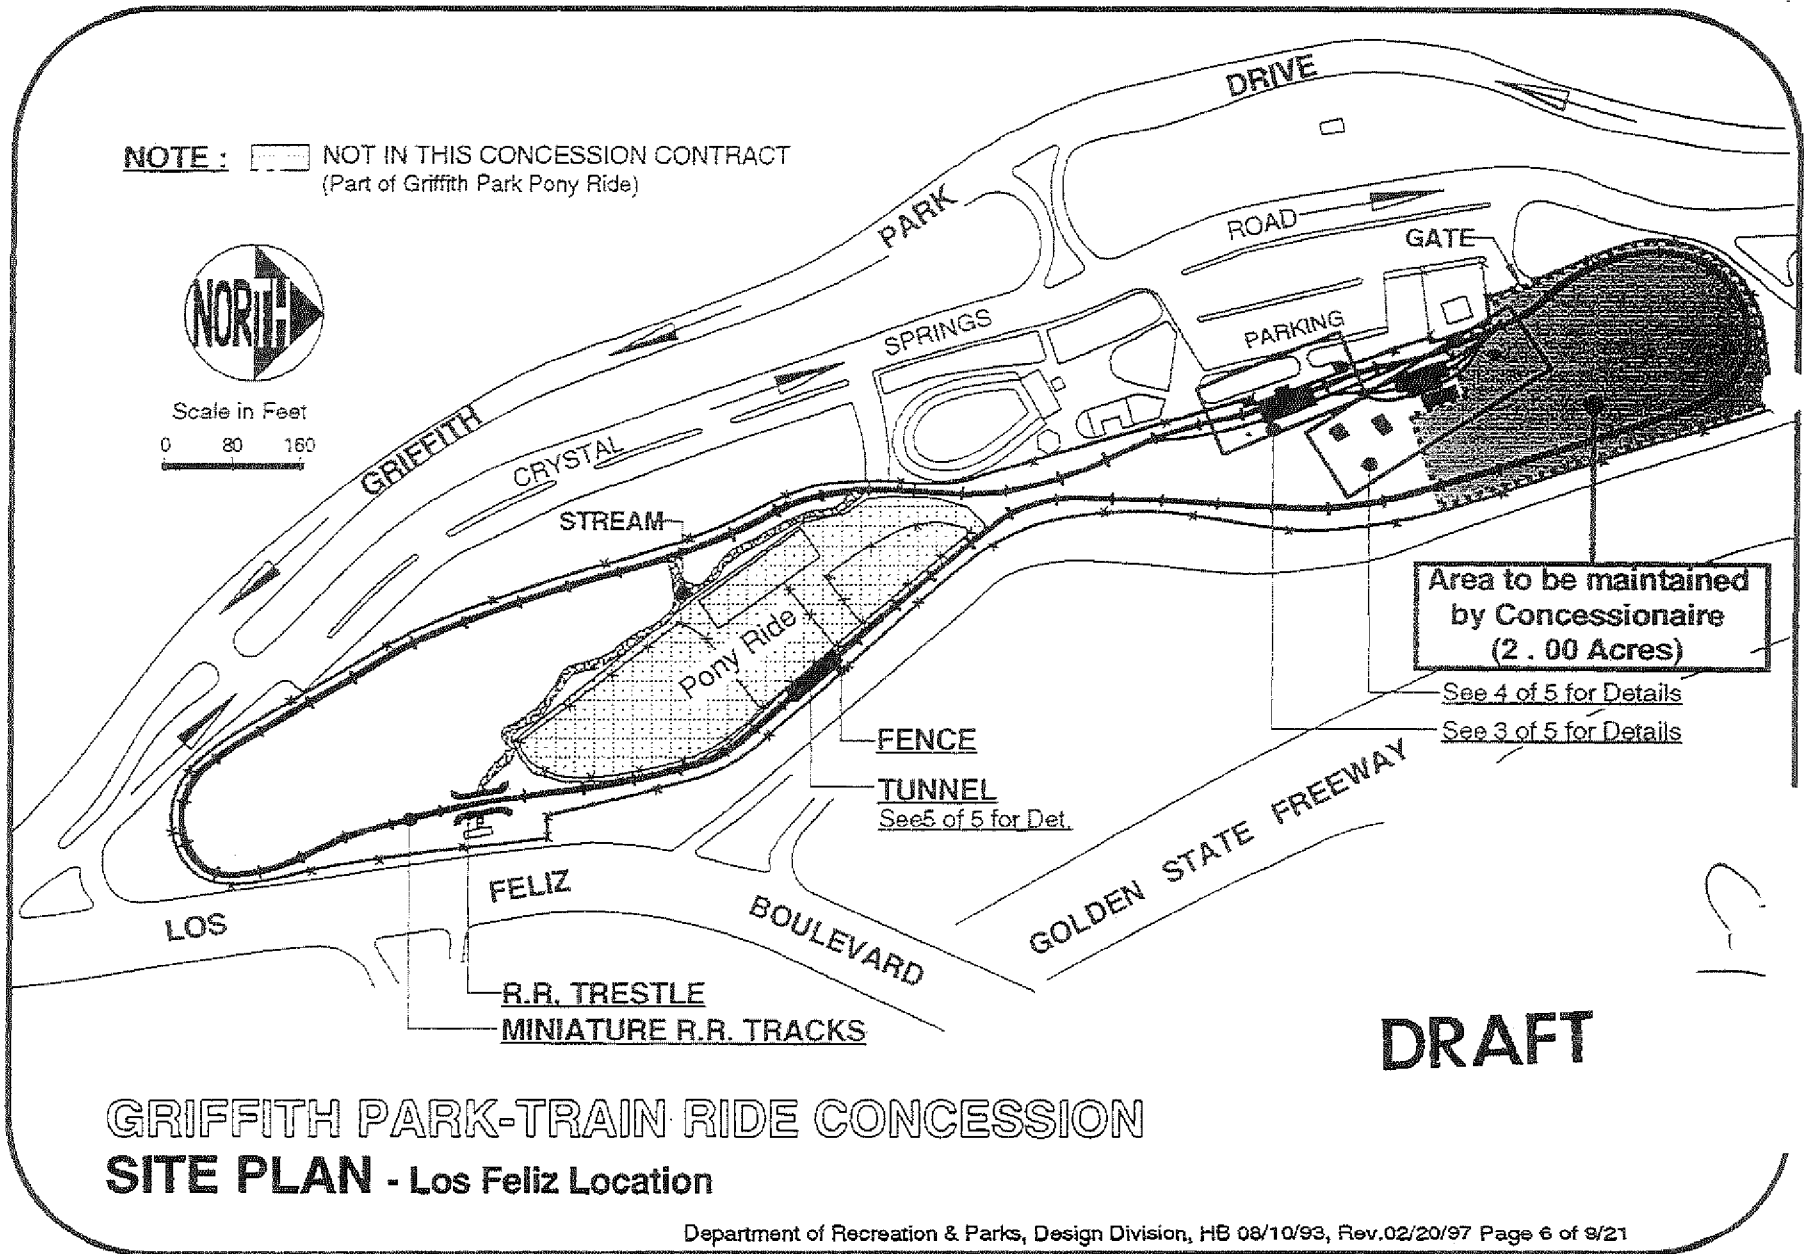 DRIVE
NOTE : NOT IN THIS CONCESSION CONTRACT
(Part of Griffith Park Pony Ride)
PARK
ROAD
GATE
NORTH
SPRINGS
PARKING
Scale in Feet
0 80 160
GRIFFITH
CRYSTAL
STREAM
Pony Ride
Area to be maintained
by Concessionaire
(2 . 00 Acres)
See 4 of 5 for Details
See 3 of 5 for Details
FENCE
TUNNEL
See5 of 5 for Det.
GOLDEN STATE FREEWAY
LOS
FELIZ
BOULEVARD
R.R. TRESTLE
MINIATURE R.R. TRACKS
DRAFT
GRIFFITH PARK-TRAIN RIDE CONCESSION
SITE PLAN - Los Feliz Location
Department of Recreation & Parks, Design Division, HB 08/10/93, Rev.02/20/97 Page 6 of 9/21